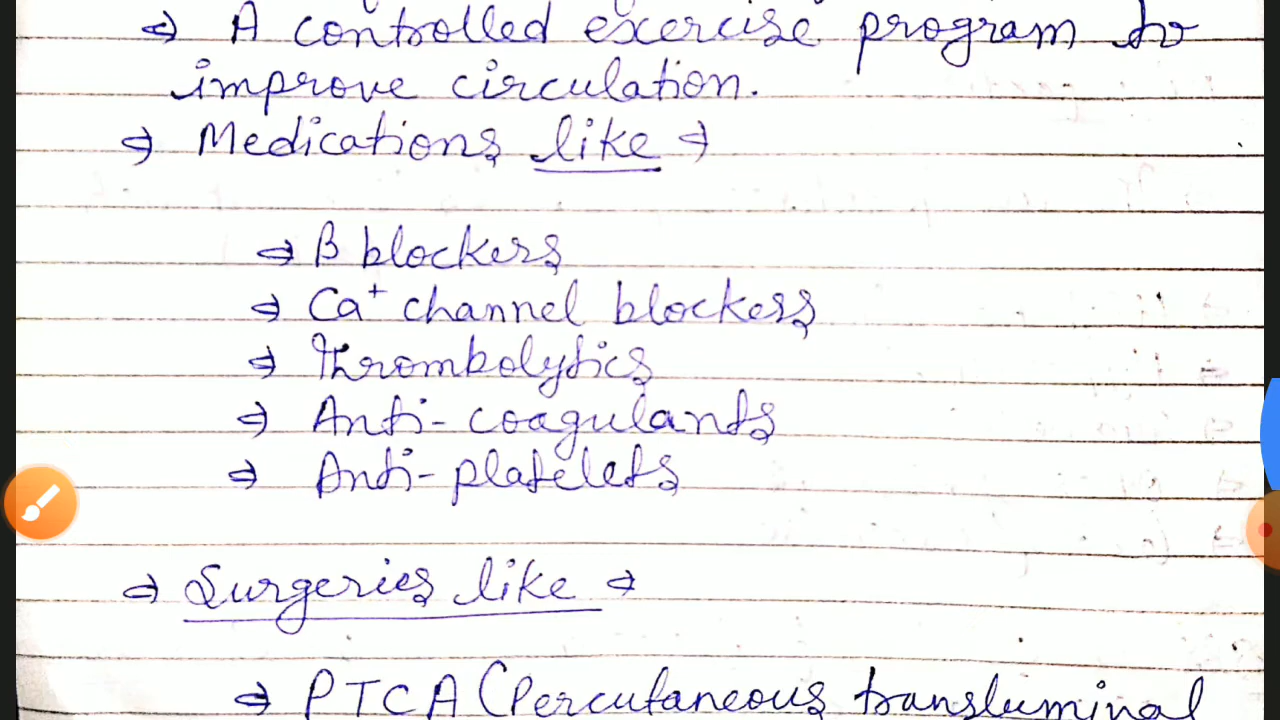 ⇒ A controlled exercise program to
improve circulation.
⇒ Medications like ⇒
⇒ β blockers
⇒ Ca⁺ channel blockers
⇒ Thrombolytics
⇒ Anti-coagulants
⇒ Anti-platelets
⇒ Surgeries like ⇒
⇒ PTCA (Percutaneous transluminal